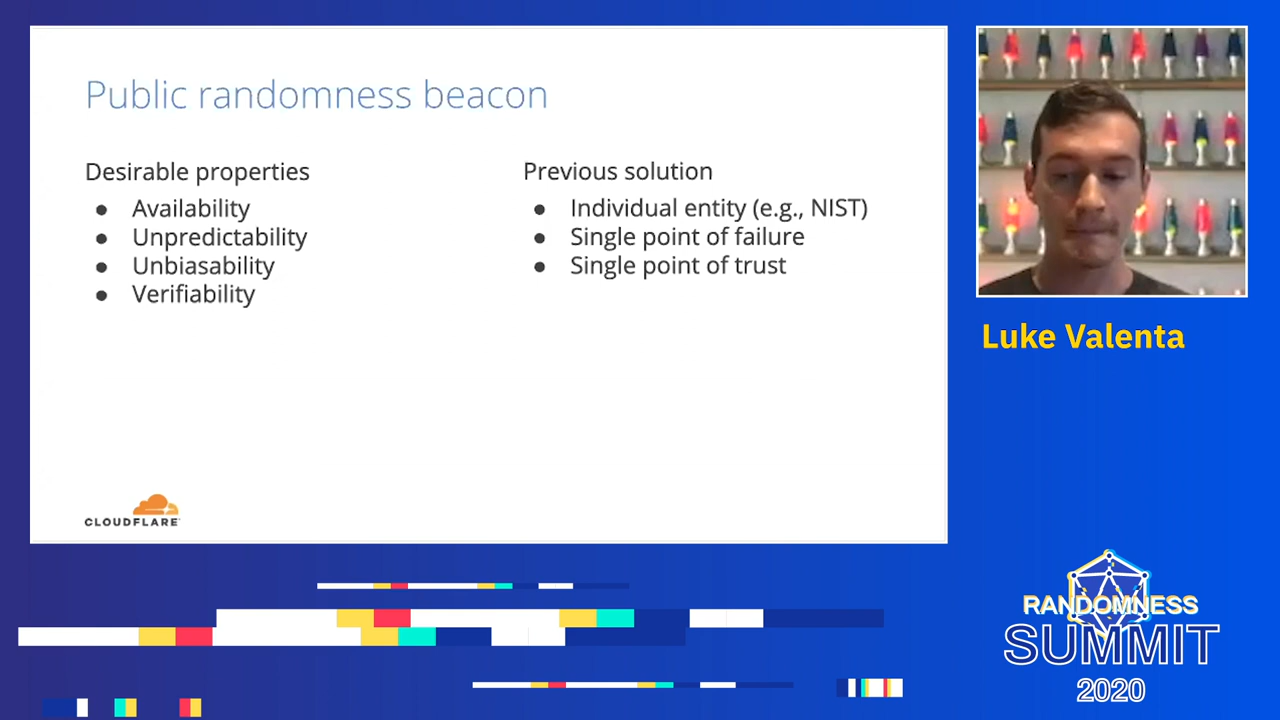 Public randomness beacon
Desirable properties
● Availability
● Unpredictability
● Unbiasability
● Verifiability
Previous solution
● Individual entity (e.g., NIST)
● Single point of failure
● Single point of trust
CLOUDFLARE
Luke Valenta
RANDOMNESS
SUMMIT
2020